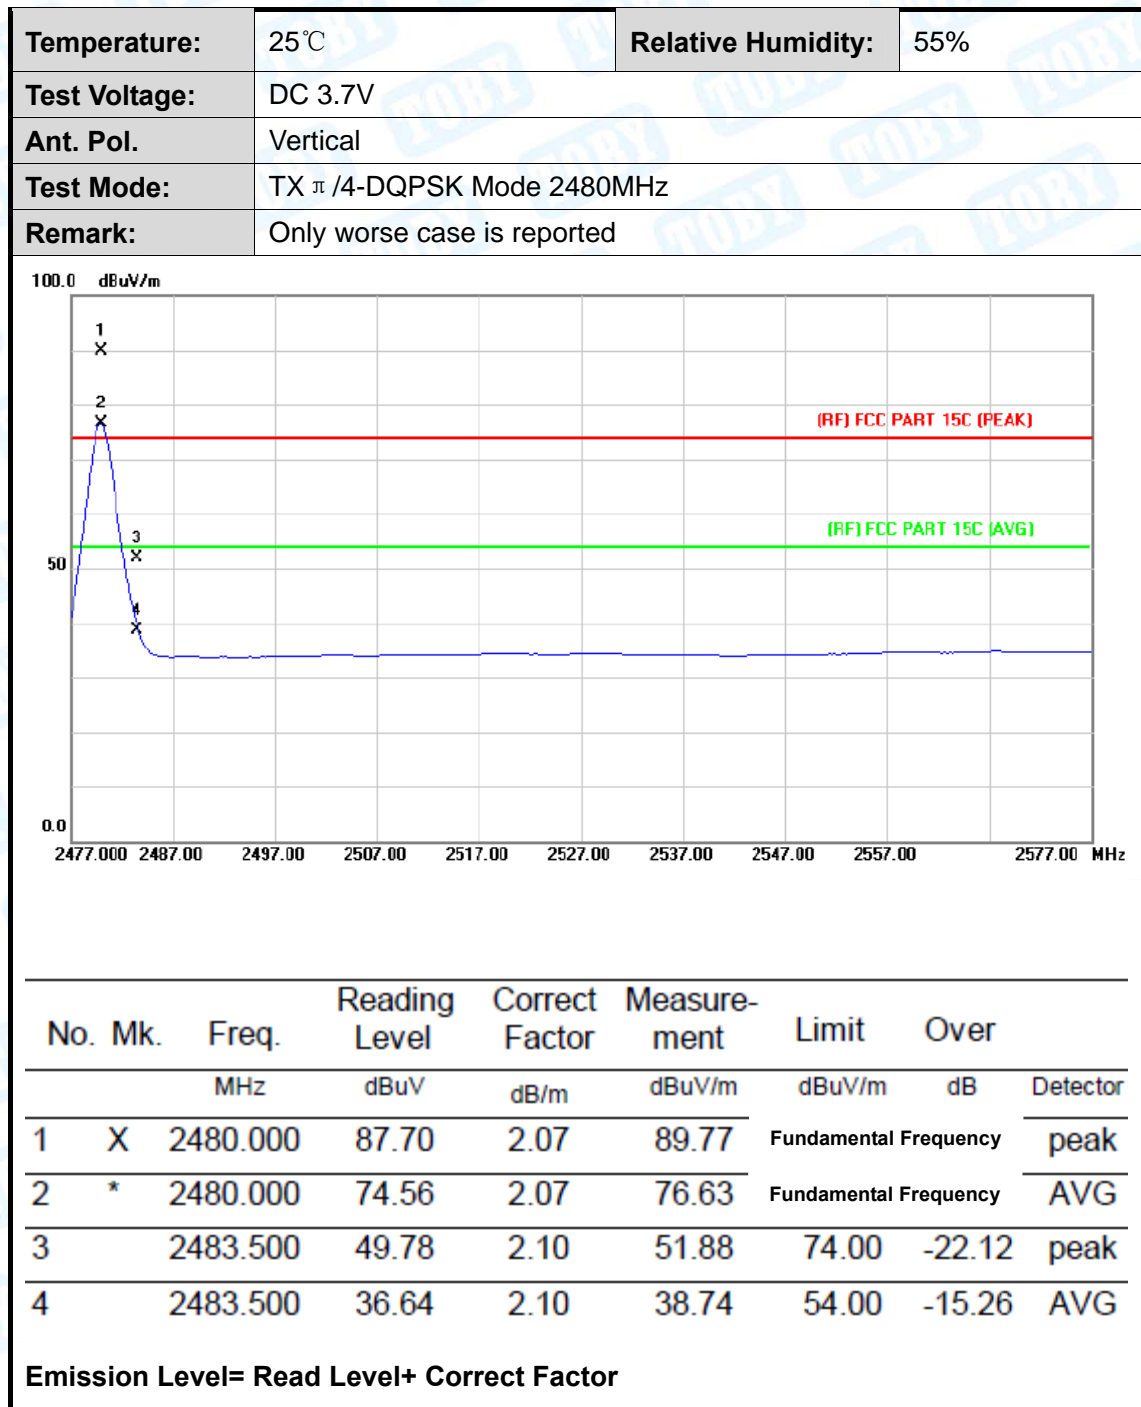 Temperature: 25℃ Relative Humidity: 55%
Test Voltage: DC 3.7V
Ant. Pol. Vertical
Test Mode: TX π/4-DQPSK Mode 2480MHz
Remark: Only worse case is reported
100.0 dBuV/m
1
2
(RF) FCC PART 15C (PEAK)
3
(RF) FCC PART 15C (AVG)
50
4
0.0
2477.000 2487.00 2497.00 2507.00 2517.00 2527.00 2537.00 2547.00 2557.00 2577.00 MHz
No. Mk. Freq. Reading Level Correct Factor Measure-ment Limit Over
MHz dBuV dB/m dBuV/m dBuV/m dB Detector
1 X 2480.000 87.70 2.07 89.77 Fundamental Frequency peak
2 * 2480.000 74.56 2.07 76.63 Fundamental Frequency AVG
3 2483.500 49.78 2.10 51.88 74.00 -22.12 peak
4 2483.500 36.64 2.10 38.74 54.00 -15.26 AVG
Emission Level= Read Level+ Correct Factor
TOBY